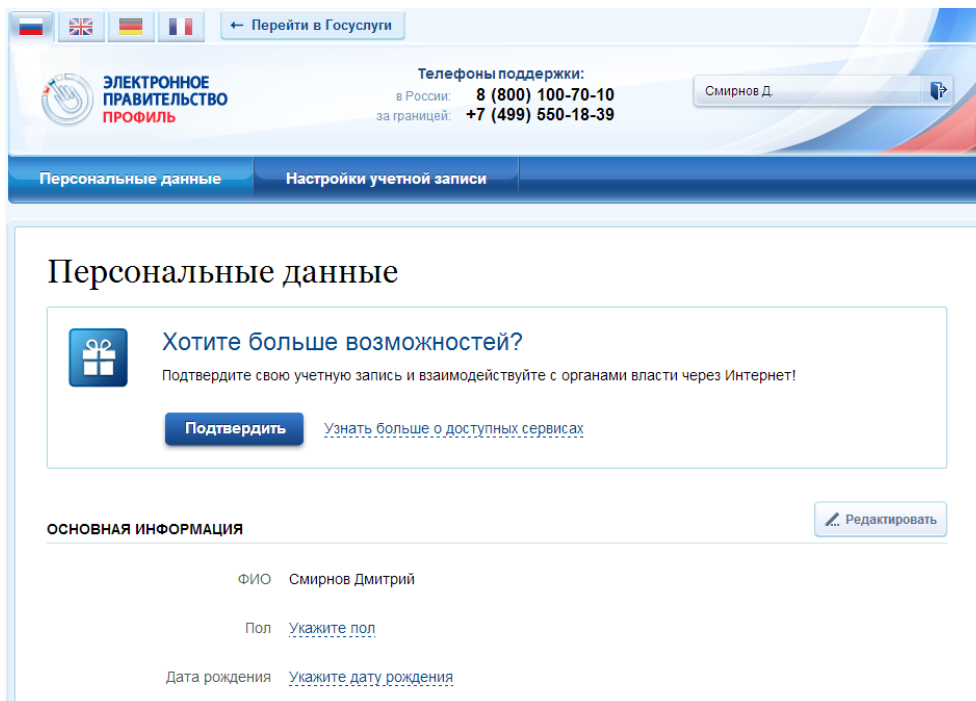 ← Перейти в Госуслуги
ЭЛЕКТРОННОЕ
ПРАВИТЕЛЬСТВО
ПРОФИЛЬ
Телефоны поддержки:
в России: 8 (800) 100-70-10
за границей: +7 (499) 550-18-39
Смирнов Д.
Персональные данные Настройки учетной записи
Персональные данные
Хотите больше возможностей?
Подтвердите свою учетную запись и взаимодействуйте с органами власти через Интернет!
Подтвердить Узнать больше о доступных сервисах
ОСНОВНАЯ ИНФОРМАЦИЯ Редактировать
ФИО Смирнов Дмитрий
Пол Укажите пол
Дата рождения Укажите дату рождения